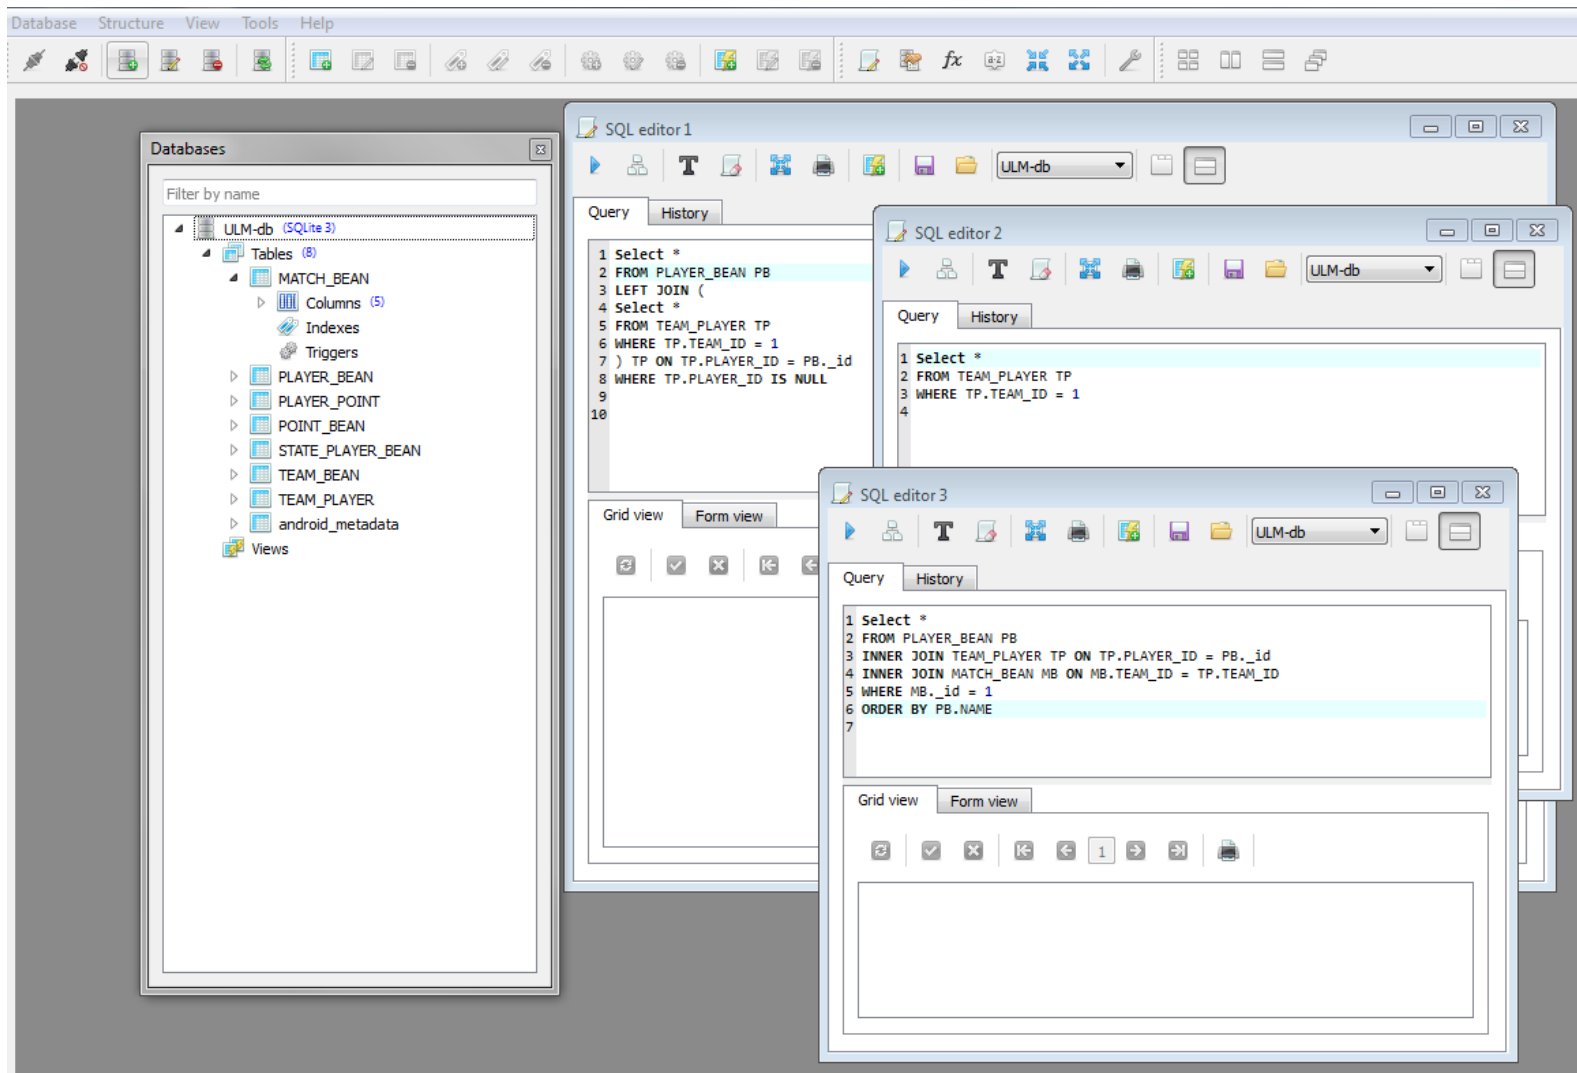 Database Structure View Tools Help
fx a·z
Databases
Filter by name
ULM-db (SQLite 3)
Tables (8)
MATCH_BEAN
Columns (5)
Indexes
Triggers
PLAYER_BEAN
PLAYER_POINT
POINT_BEAN
STATE_PLAYER_BEAN
TEAM_BEAN
TEAM_PLAYER
android_metadata
Views
SQL editor 1
T ULM-db
Query History
1 Select *
2 FROM PLAYER_BEAN PB
3 LEFT JOIN (
4 Select *
5 FROM TEAM_PLAYER TP
6 WHERE TP.TEAM_ID = 1
7 ) TP ON TP.PLAYER_ID = PB._id
8 WHERE TP.PLAYER_ID IS NULL
9
10
Grid view Form view
SQL editor 2
T ULM-db
Query History
1 Select *
2 FROM TEAM_PLAYER TP
3 WHERE TP.TEAM_ID = 1
4
SQL editor 3
T ULM-db
Query History
1 Select *
2 FROM PLAYER_BEAN PB
3 INNER JOIN TEAM_PLAYER TP ON TP.PLAYER_ID = PB._id
4 INNER JOIN MATCH_BEAN MB ON MB.TEAM_ID = TP.TEAM_ID
5 WHERE MB._id = 1
6 ORDER BY PB.NAME
7
Grid view Form view
1